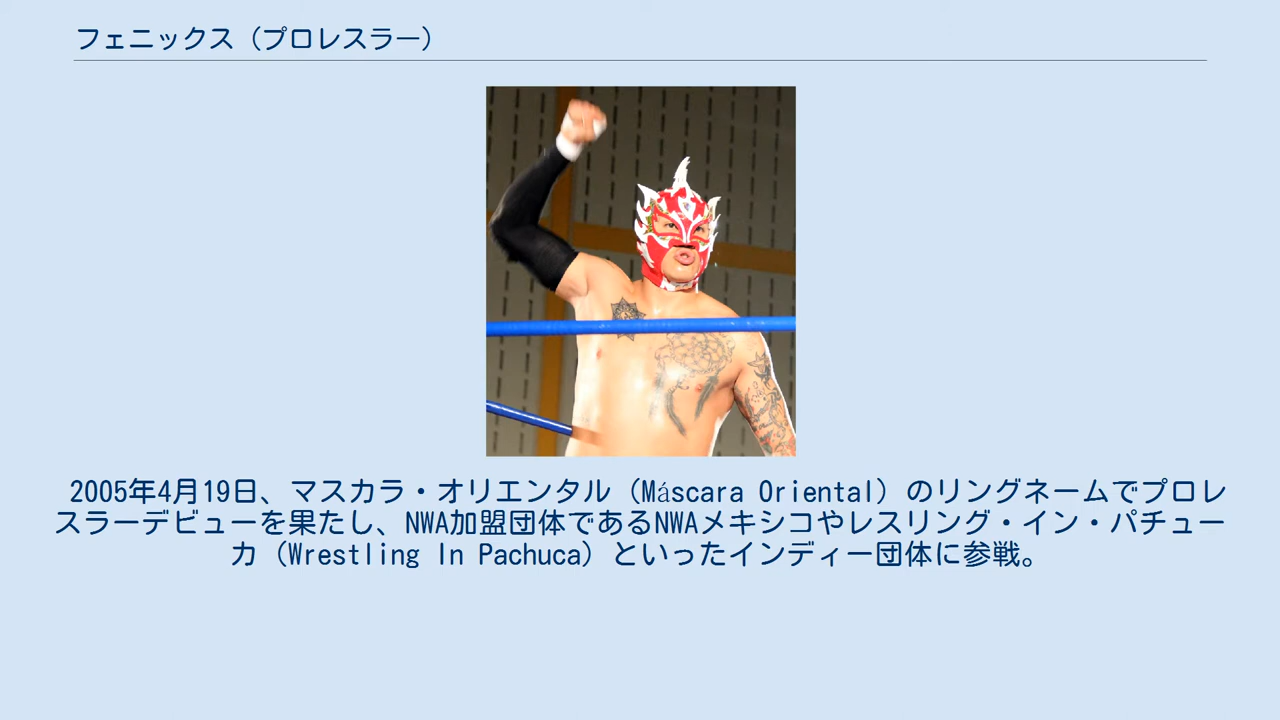 フェニックス（プロレスラー）
2005年4月19日、マスカラ・オリエンタル（Máscara Oriental）のリングネームでプロレ
スラーデビューを果たし、NWA加盟団体であるNWAメキシコやレスリング・イン・パチュー
カ（Wrestling In Pachuca）といったインディー団体に参戦。